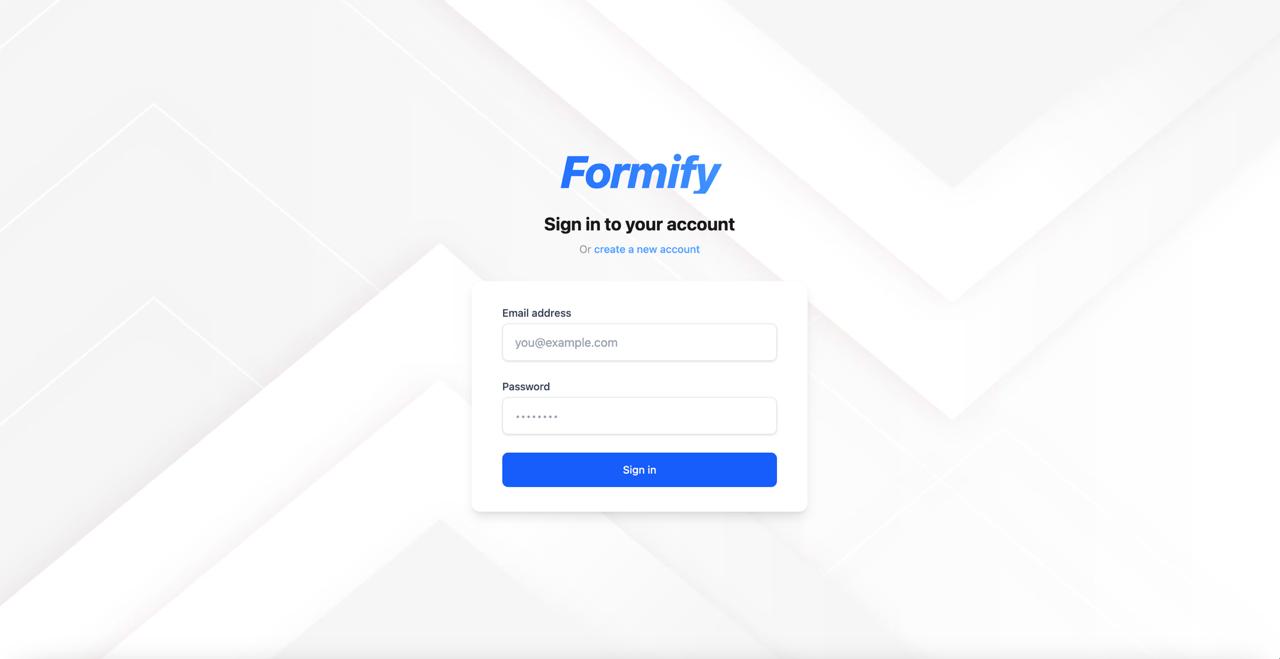 Formify
Sign in to your account
Or create a new account
Email address
you@example.com
Password
••••••••
Sign in